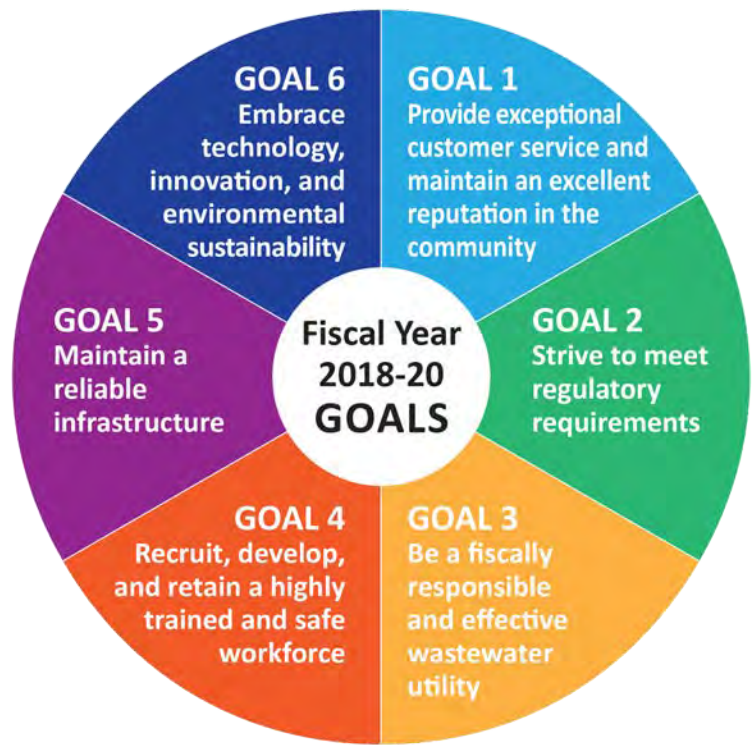 Fiscal Year
2018-20
GOALS
GOAL 1
Provide exceptional
customer service and
maintain an excellent
reputation in the
community
GOAL 2
Strive to meet
regulatory
requirements
GOAL 3
Be a fiscally
responsible
and effective
wastewater
utility
GOAL 4
Recruit, develop,
and retain a highly
trained and safe
workforce
GOAL 5
Maintain a
reliable
infrastructure
GOAL 6
Embrace
technology,
innovation, and
environmental
sustainability